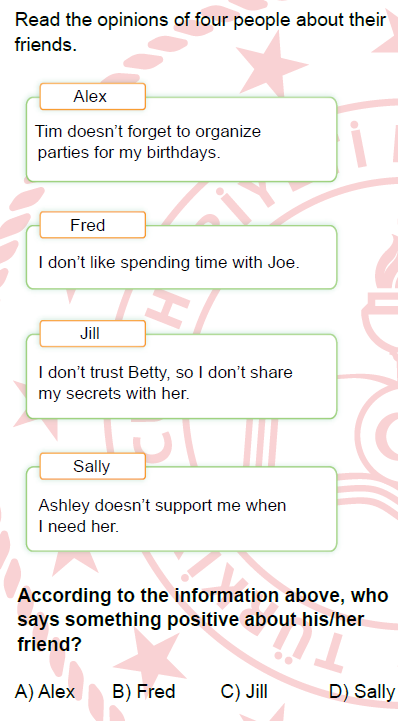 Read the opinions of four people about their
friends.
Alex
Tim doesn’t forget to organize
parties for my birthdays.
Fred
I don’t like spending time with Joe.
Jill
I don’t trust Betty, so I don’t share
my secrets with her.
Sally
Ashley doesn’t support me when
I need her.
According to the information above, who
says something positive about his/her
friend?
A) Alex B) Fred C) Jill D) Sally